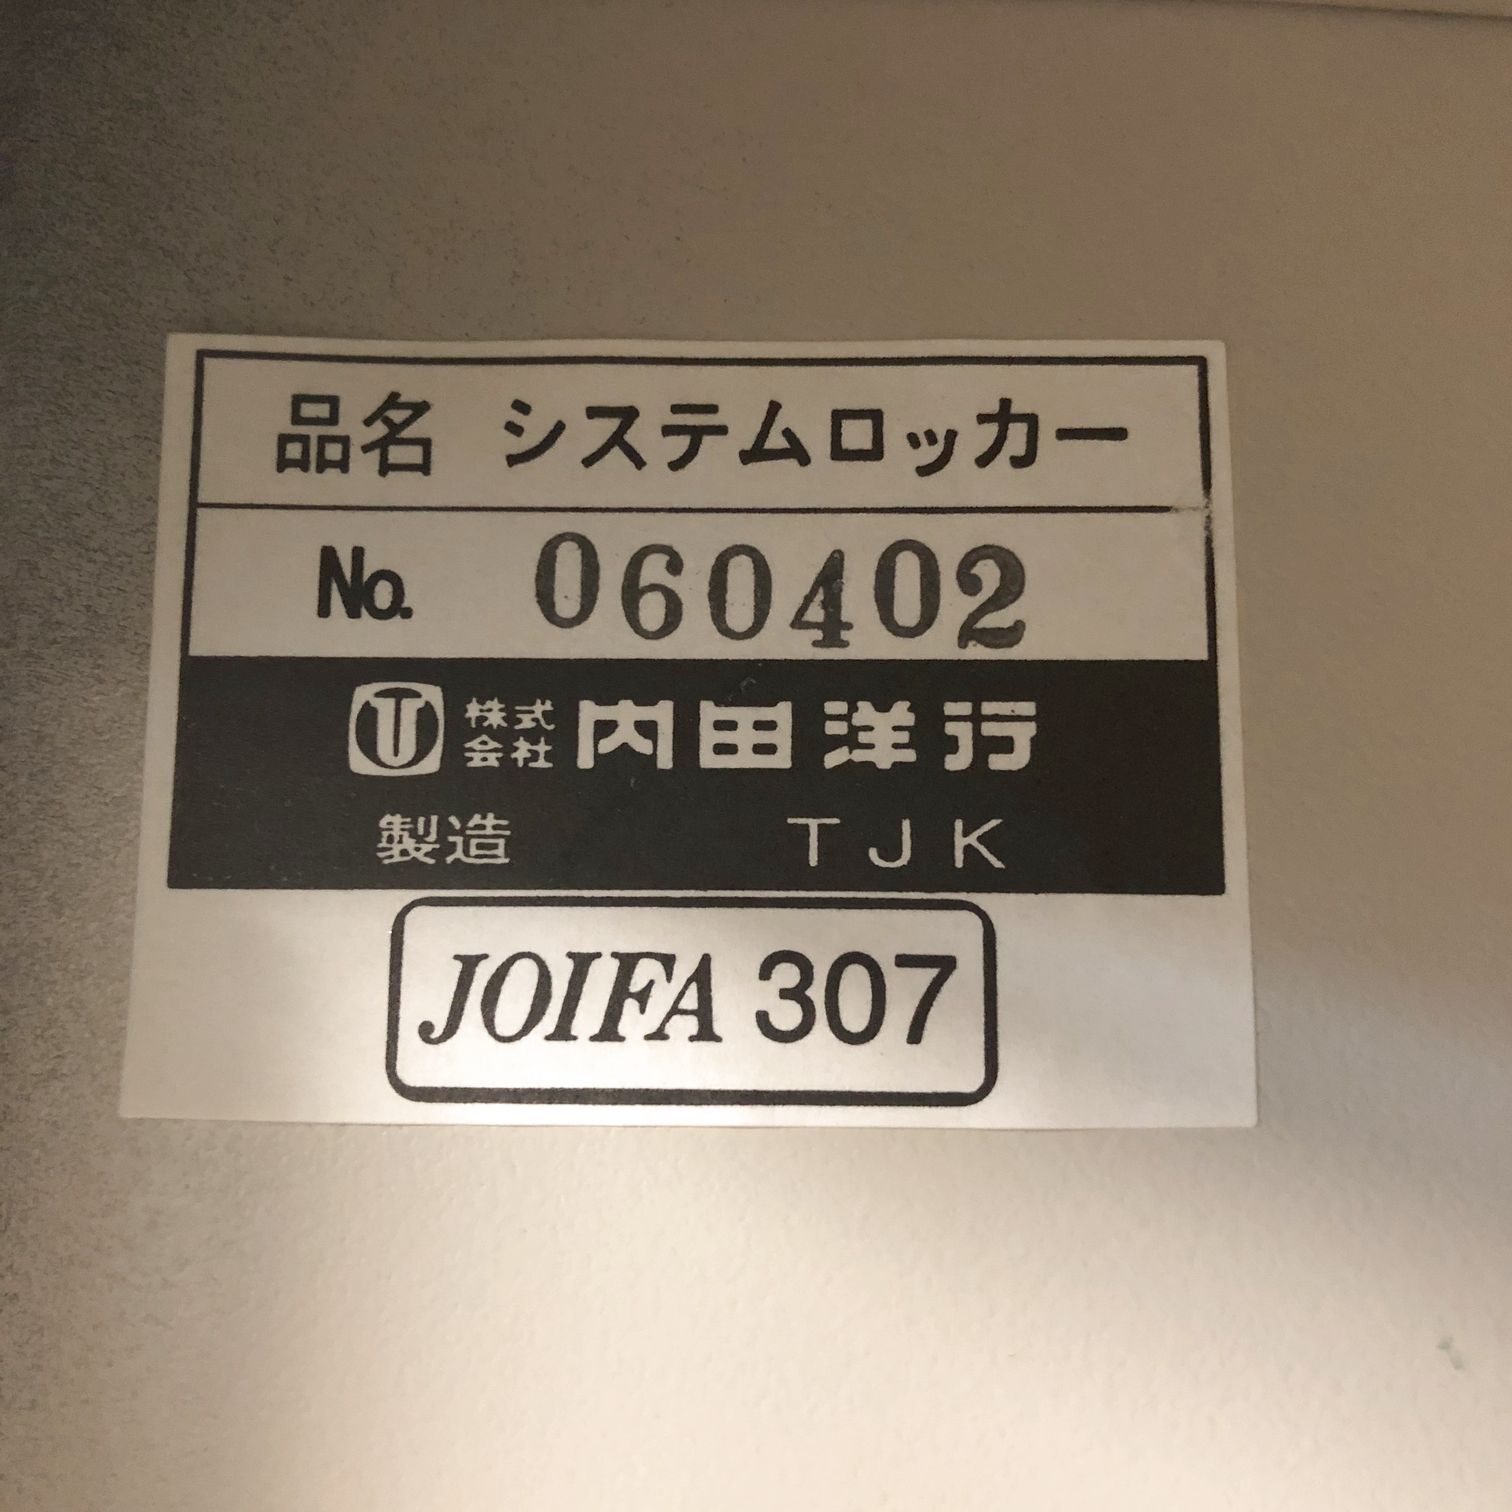 品名 システムロッカー
No. 060402
株式会社 内田洋行
製造 TJK
JOIFA 307